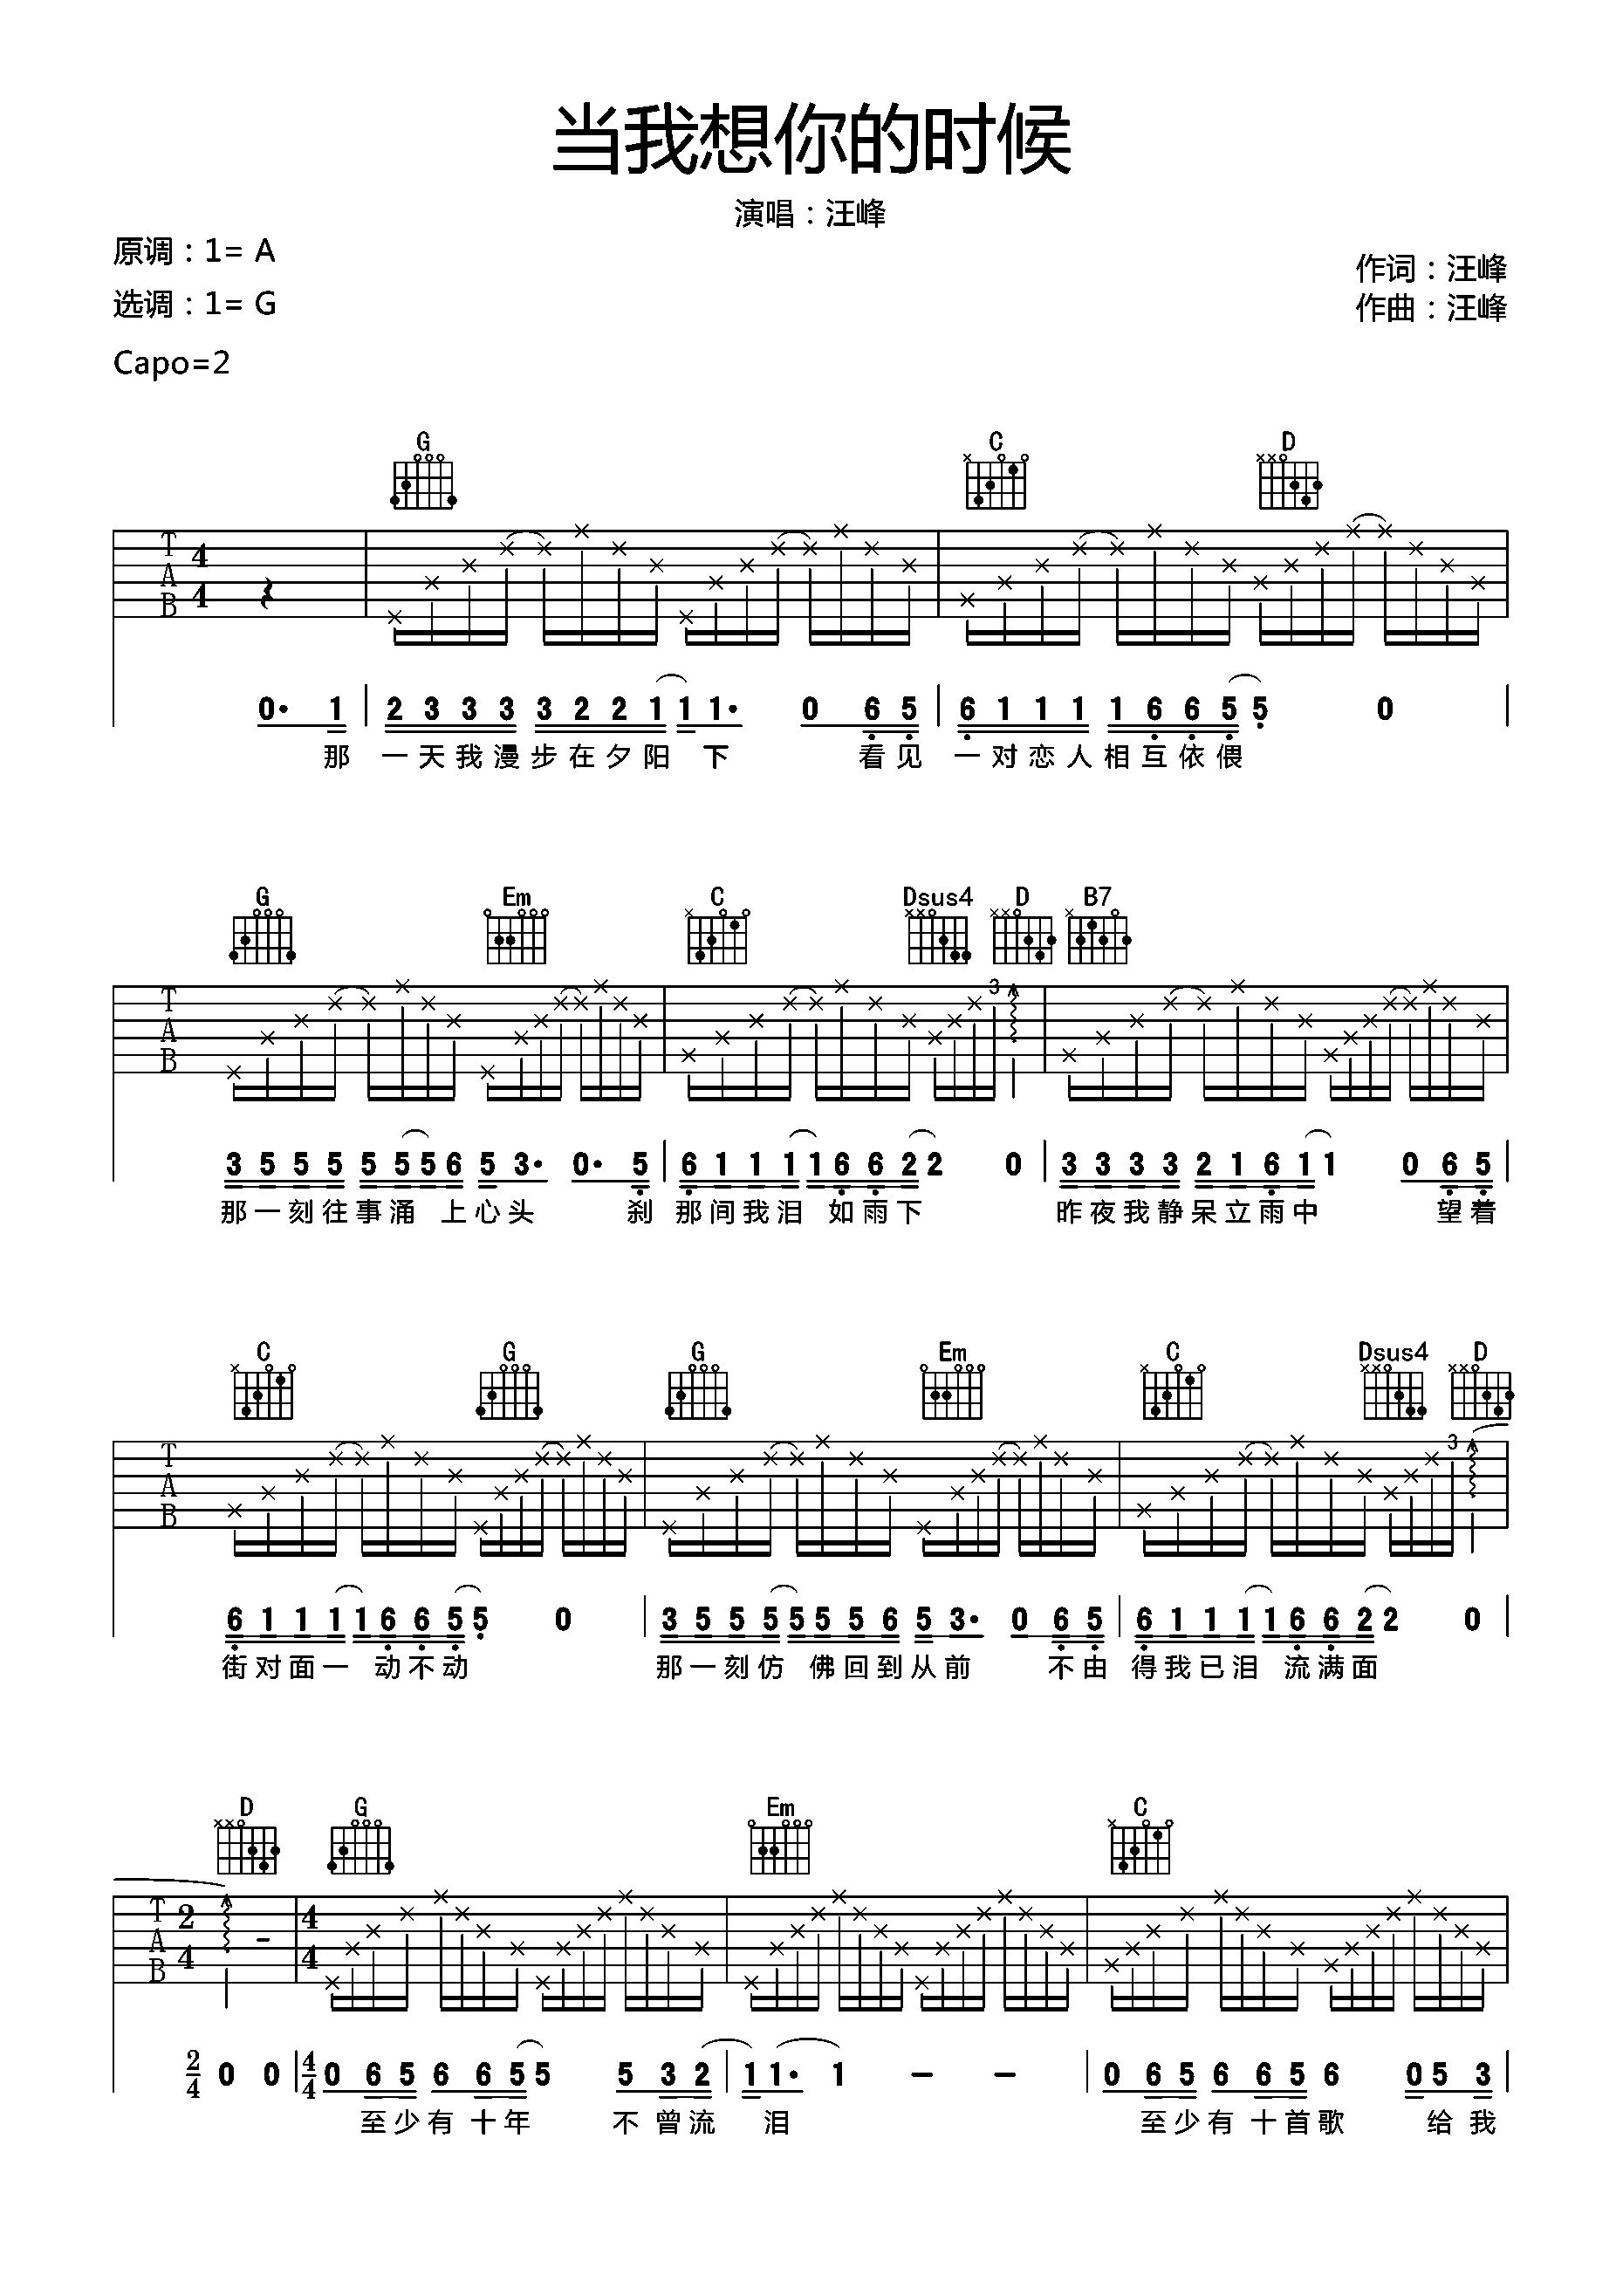 当我想你的时候
演唱：汪峰
原调：1= A
作词：汪峰
选调：1= G
作曲：汪峰
Capo=2
G C D
T A B 4 4
0· 1 | 2 3 3 3 3 2 2 1 1 1· 0 6 5 | 6 1 1 1 1 6 6 5 5 0 |
那 一天我漫步在夕阳 下 看见 一对恋人相互依偎
G Em C Dsus4 D B7
T A B 3
3 5 5 5 5 5 5 6 5 3· 0· 5 | 6 1 1 1 1 6 6 2 2 0 | 3 3 3 3 2 1 6 1 1 0 6 5 |
那一刻往事涌 上心头 刹 那间我泪 如雨下 昨夜我静呆立雨中 望着
C G G Em C Dsus4 D
T A B 3
6 1 1 1 1 6 6 5 5 0 | 3 5 5 5 5 5 5 6 5 3· 0 6 5 | 6 1 1 1 1 6 6 2 2 0 |
街对面一 动不动 那一刻仿 佛回到从前 不由 得我已泪 流满面
D G Em C
T A B 2 4 4 4
2 4 0 0 | 4 4 0 6 5 6 6 5 5 5 3 2 | 1 1· 1 – – | 0 6 5 6 6 5 6 0 5 3 |
至少有十年 不曾流 泪 至少有十首歌 给我